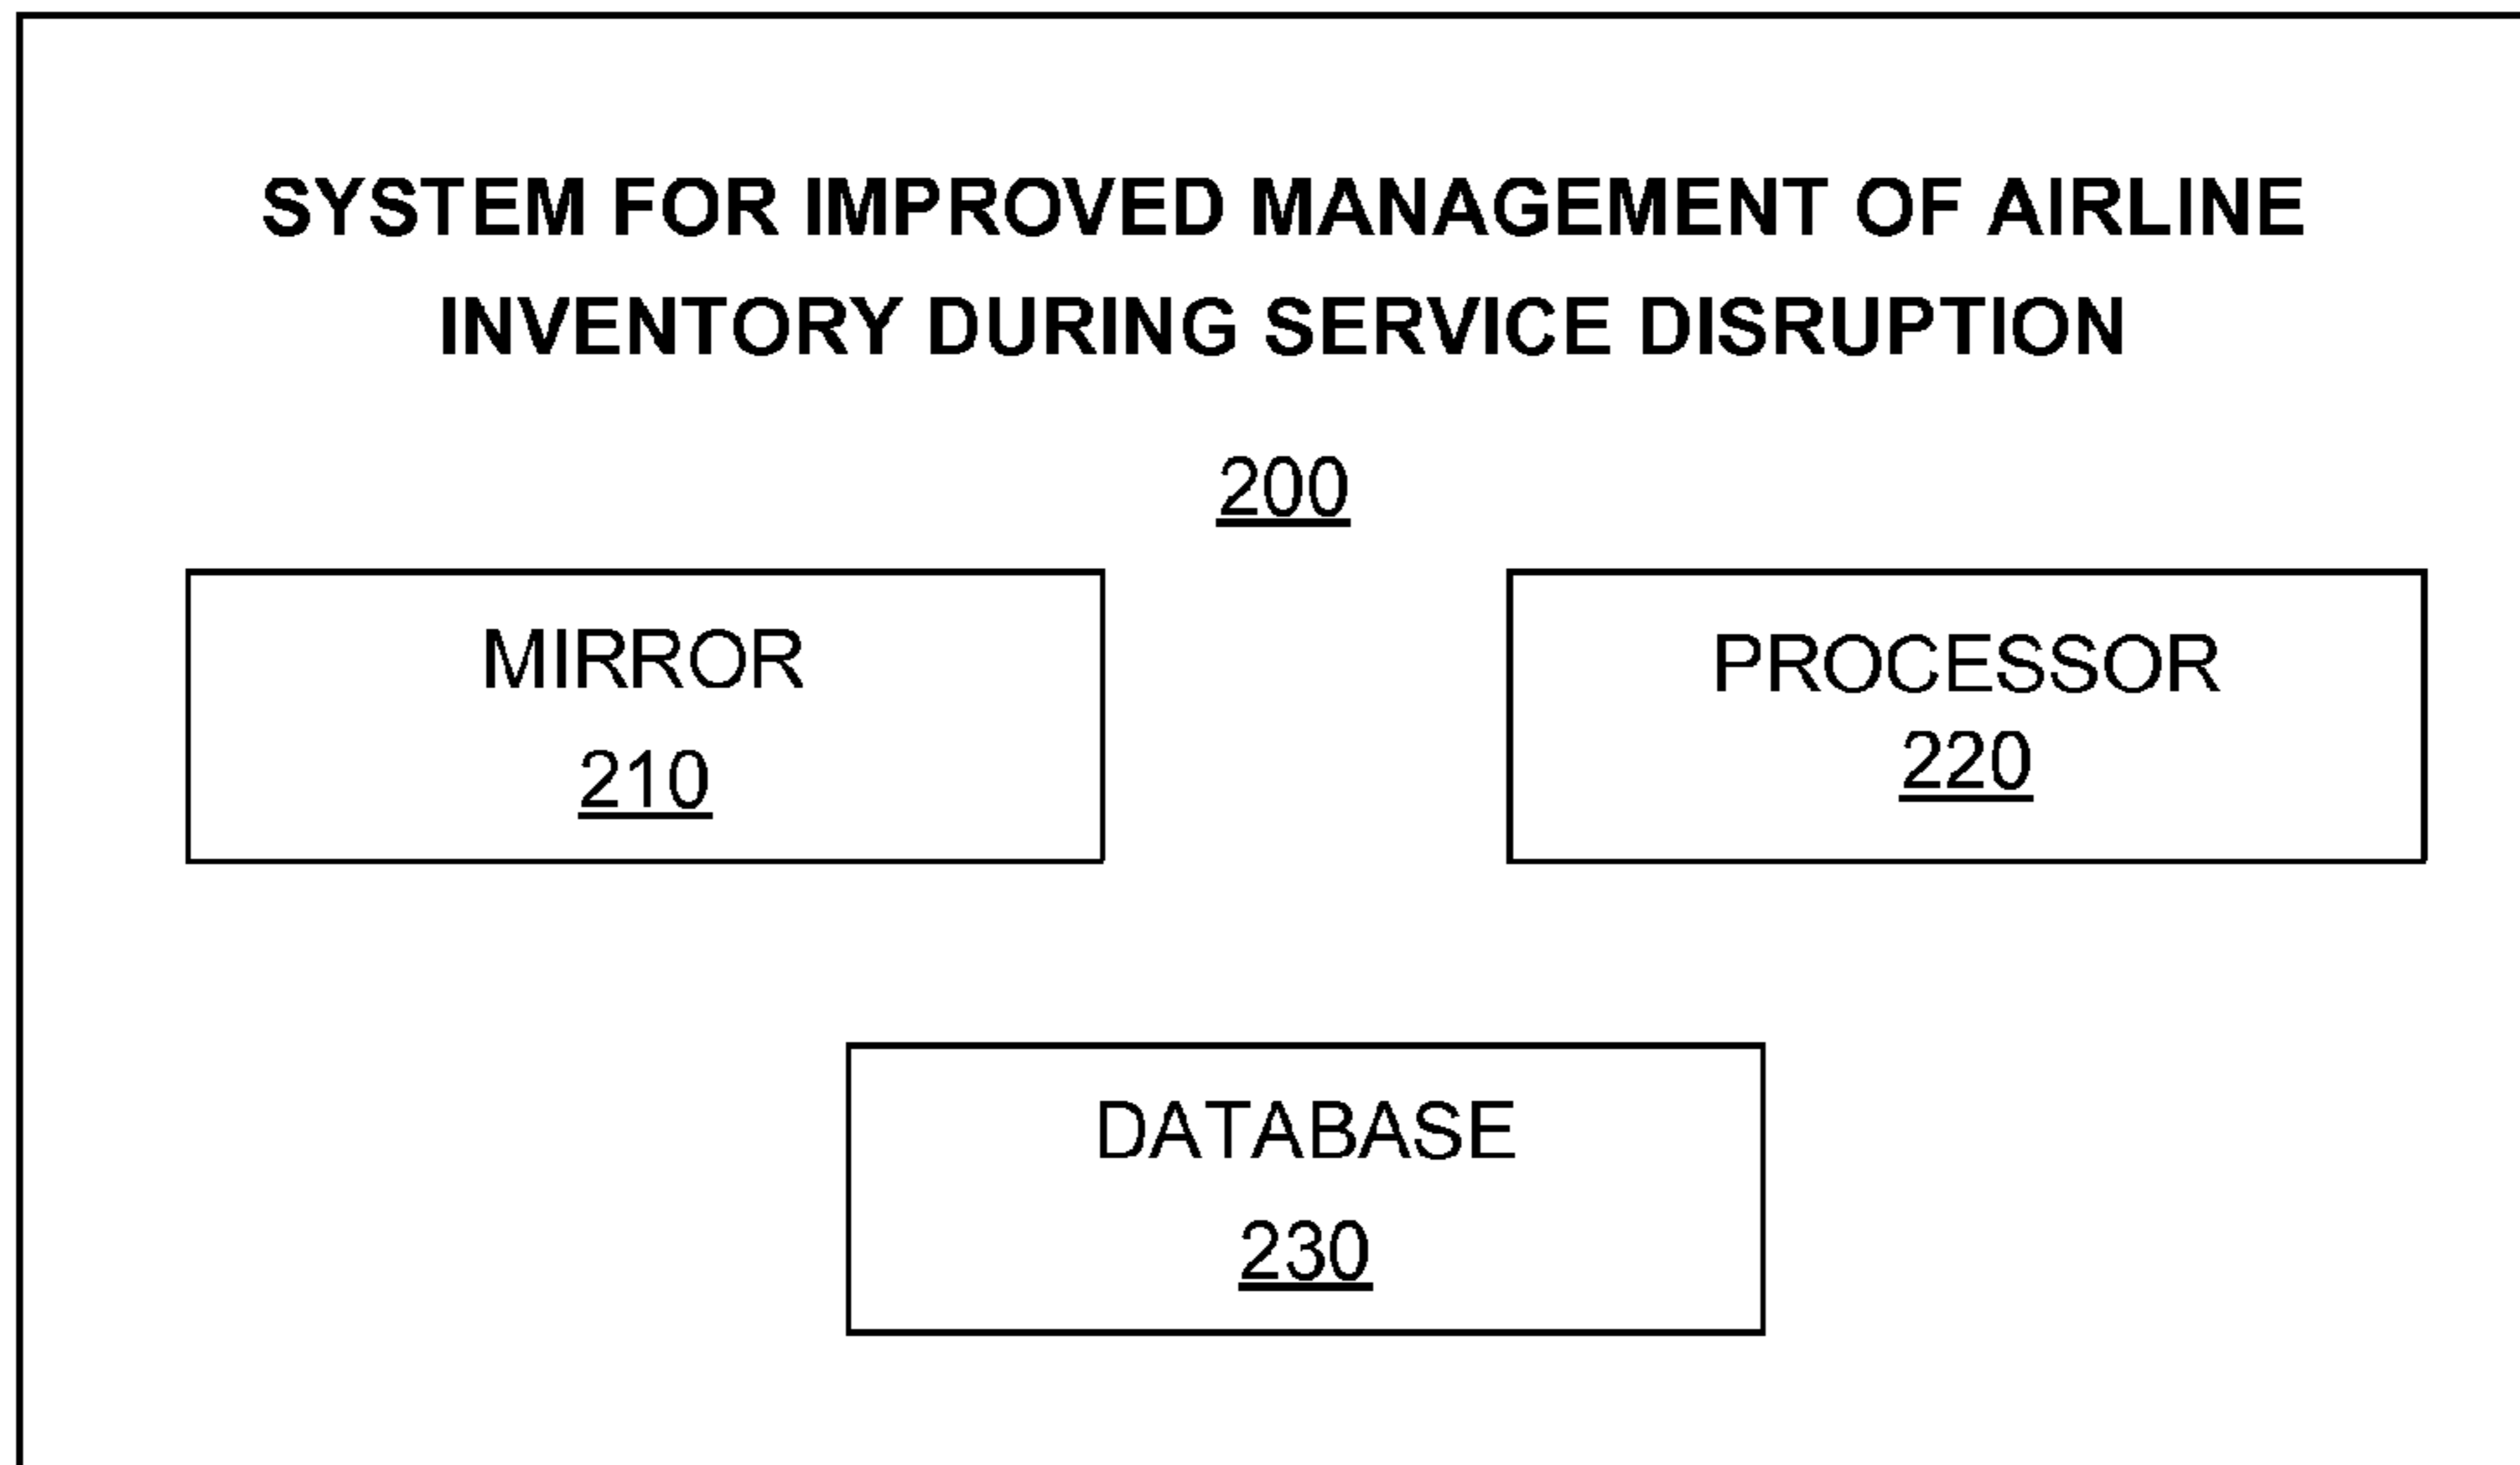 SYSTEM FOR IMPROVED MANAGEMENT OF AIRLINE
INVENTORY DURING SERVICE DISRUPTION
200
MIRROR
210
PROCESSOR
220
DATABASE
230